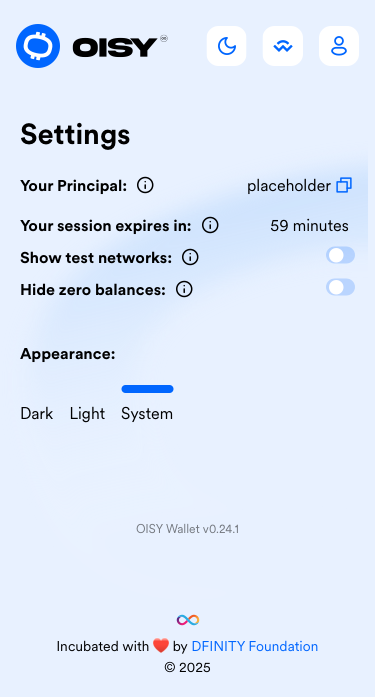 OISY
Settings
Your Principal: placeholder
Your session expires in: 59 minutes
Show test networks:
Hide zero balances:
Appearance:
Dark Light System
OISY Wallet v0.24.1
Incubated with ❤️ by DFINITY Foundation
© 2025